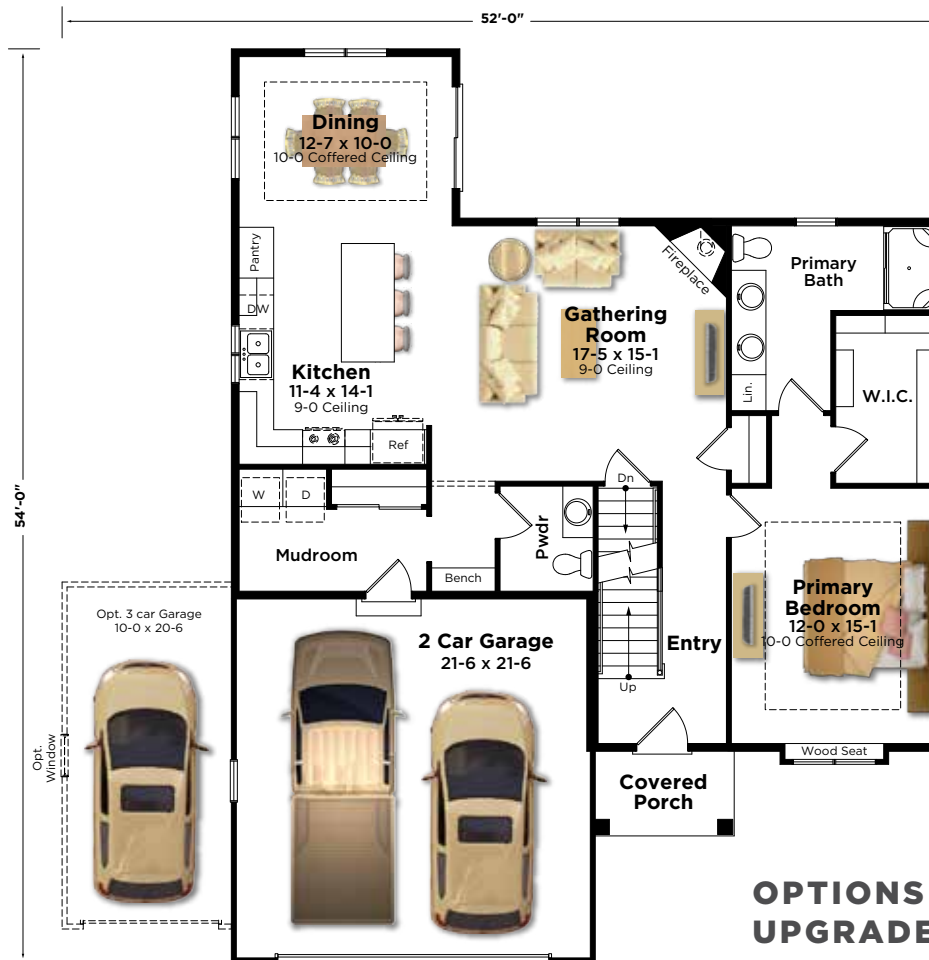 52'-0"
54'-0"
Dining
12-7 x 10-0
10-0 Coffered Ceiling
Pantry
DW
Kitchen
11-4 x 14-1
9-0 Ceiling
Ref
Fireplace
Gathering
Room
17-5 x 15-1
9-0 Ceiling
Primary
Bath
Lin.
W.I.C.
W
D
Mudroom
Bench
Pwdr
Dn
Up
Entry
Primary
Bedroom
12-0 x 15-1
10-0 Coffered Ceiling
Wood Seat
Opt. 3 car Garage
10-0 x 20-6
Opt.
Window
2 Car Garage
21-6 x 21-6
Covered
Porch
OPTIONS
UPGRADE